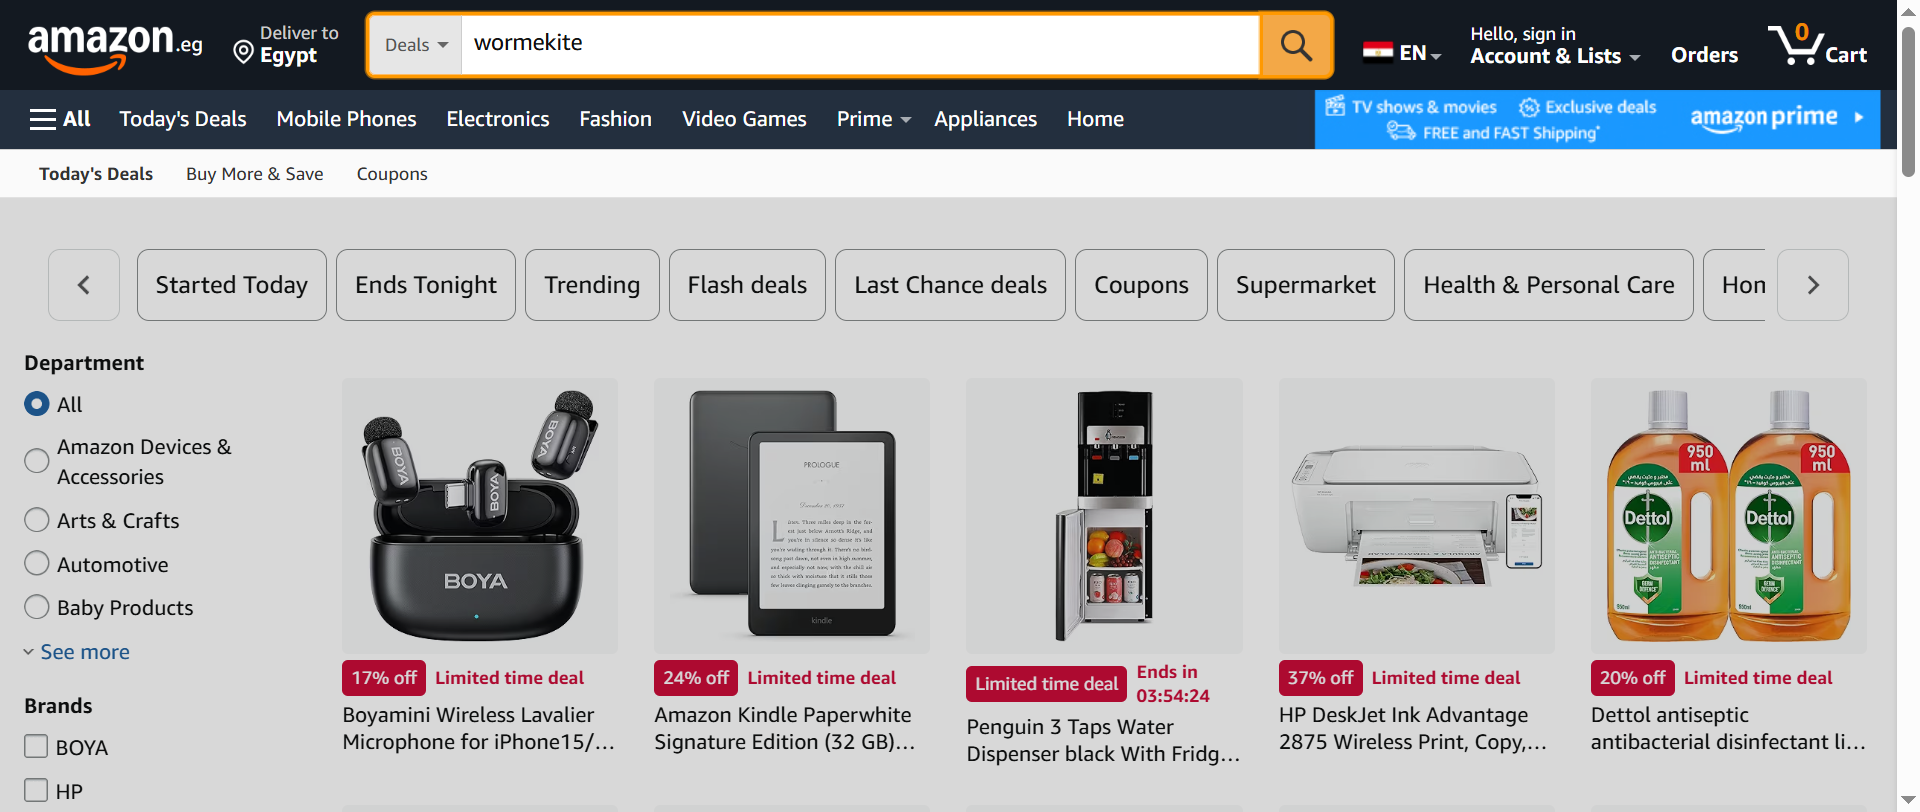 amazon.eg
Deliver to
Egypt
Deals
wormekite
EN
Hello, sign in
Account & Lists
Orders
0
Cart
All
Today's Deals
Mobile Phones
Electronics
Fashion
Video Games
Prime
Appliances
Home
TV shows & movies
Exclusive deals
FREE and FAST Shipping*
amazon prime
Today's Deals
Buy More & Save
Coupons
Started Today
Ends Tonight
Trending
Flash deals
Last Chance deals
Coupons
Supermarket
Health & Personal Care
Hom
Department
All
Amazon Devices &
Accessories
Arts & Crafts
Automotive
Baby Products
See more
Brands
BOYA
HP
BOYA
BOYA
BOYA
BOYA
17% off
Limited time deal
Boyamini Wireless Lavalier
Microphone for iPhone15/…
PROLOGUE
kindle
24% off
Limited time deal
Amazon Kindle Paperwhite
Signature Edition (32 GB)…
Limited time deal
Ends in
03:54:24
Penguin 3 Taps Water
Dispenser black With Fridg…
37% off
Limited time deal
HP DeskJet Ink Advantage
2875 Wireless Print, Copy,…
950
ml
Dettol
950
ml
Dettol
20% off
Limited time deal
Dettol antiseptic
antibacterial disinfectant li…